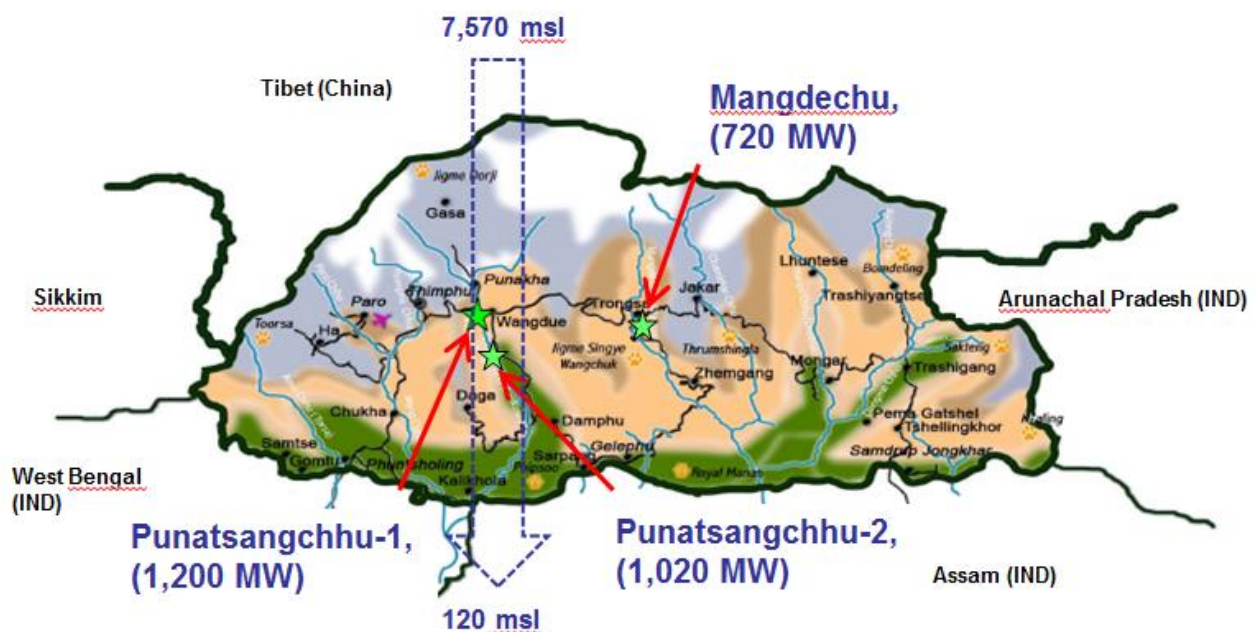 7,570 msl
Tibet (China)
Mangdechu,
(720 MW)
Jigme Dorji
Gasa
Punakha
Lhuntese
Bomdeling
Sikkim
Paro
Thimphu
Trongsa
Jakar
Trashiyangtse
Arunachal Pradesh (IND)
Toorsa
Ha
Wangdue
Jigme Singye
Wangchuk
Thrumshingla
Mongar
Sakteng
Zhemgang
Trashigang
Chukha
Daga
Damphu
Pema Gatshel
Tshellingkhor
Samtse
Gomtu
Phuntsholing
Sarpang
Gelephu
Royal Manas
Samdrup Jongkhar
Kalikhola
West Bengal
(IND)
Punatsangchhu-1,
(1,200 MW)
Punatsangchhu-2,
(1,020 MW)
Assam (IND)
120 msl